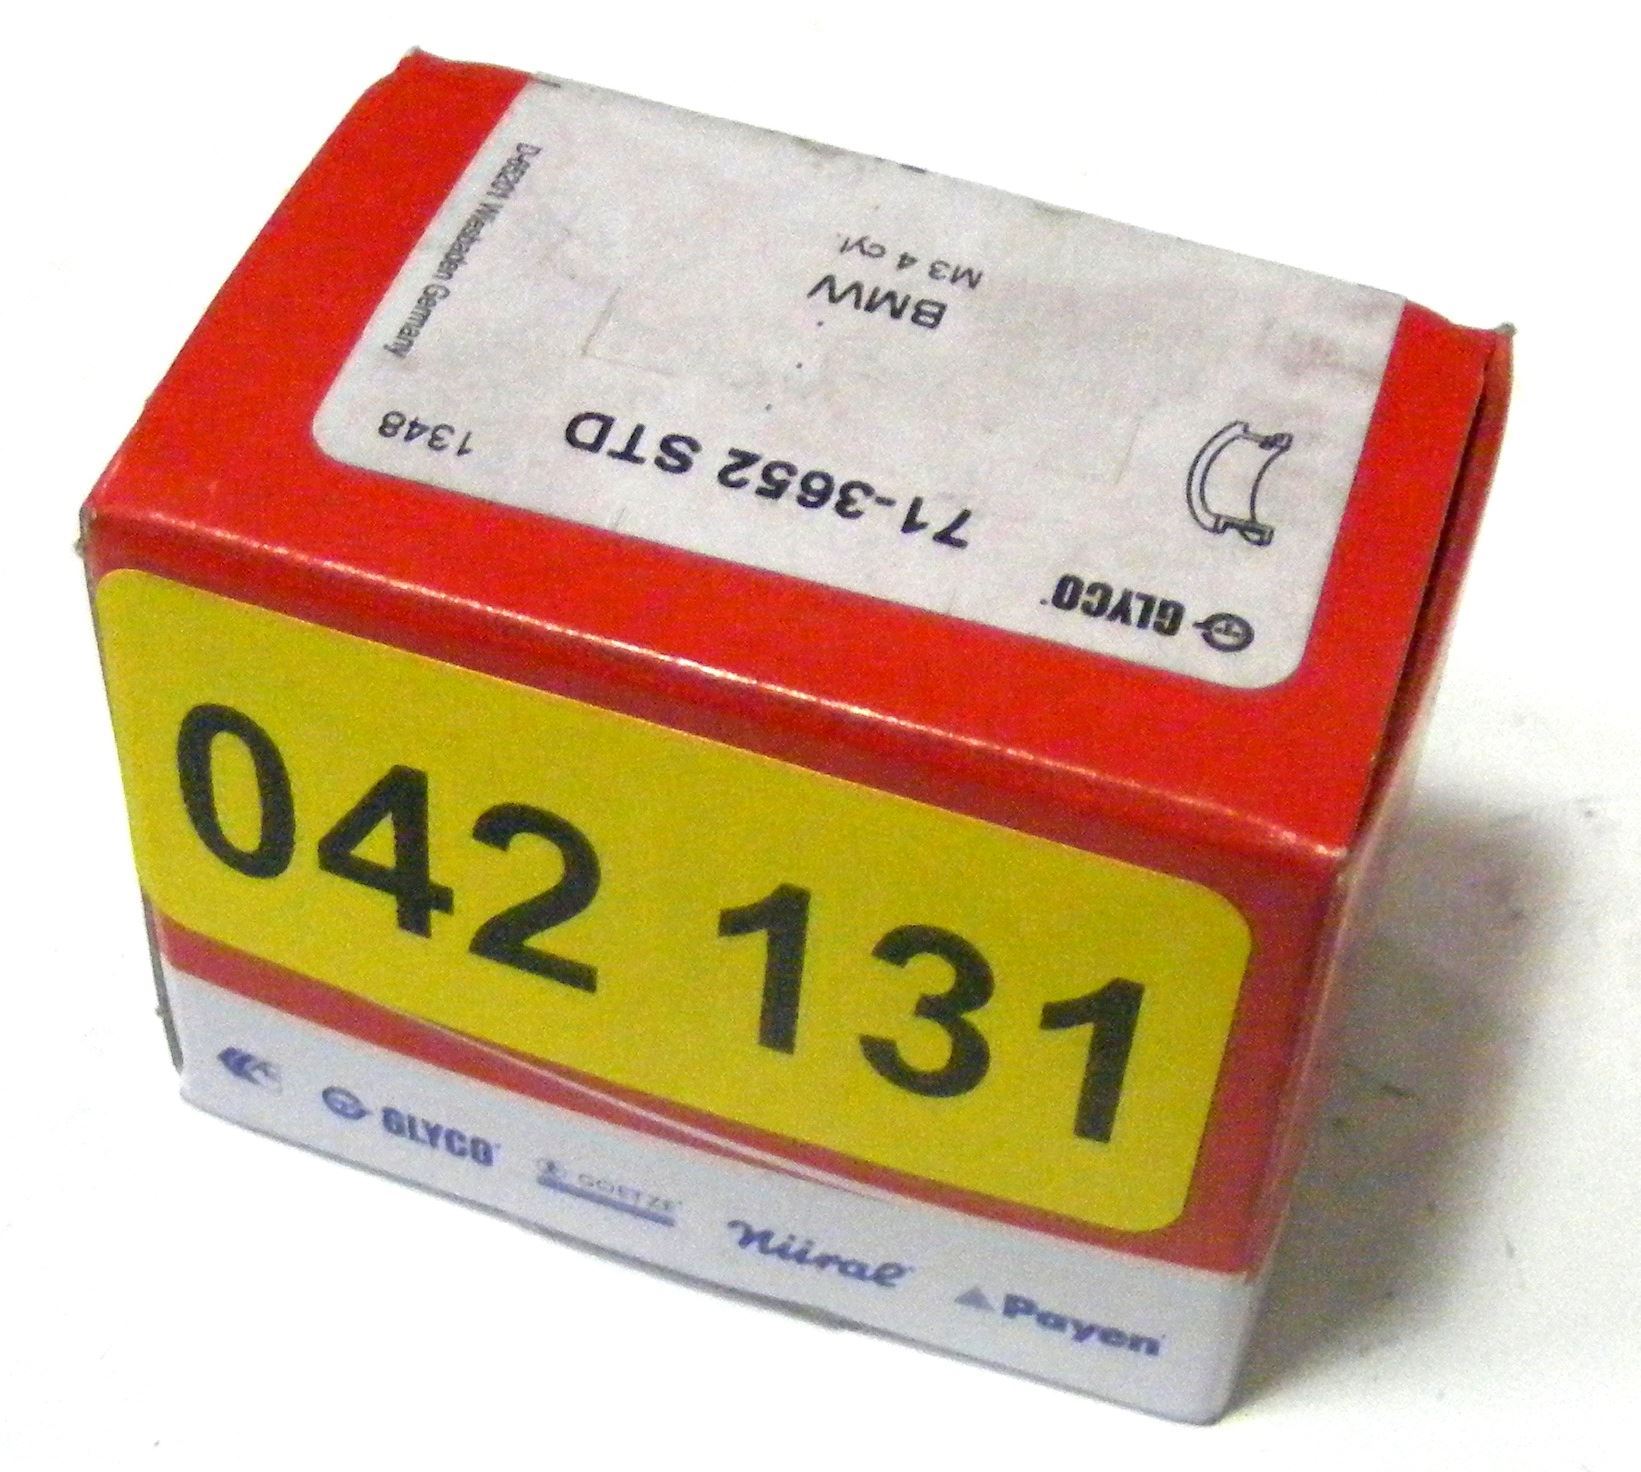 D-65201 Wiesbaden Germany
M3 4 cyl.
BMW
71-3652 STD
1348
GLYCO
042 131
GLYCO
GOETZE
Nüral
Payen